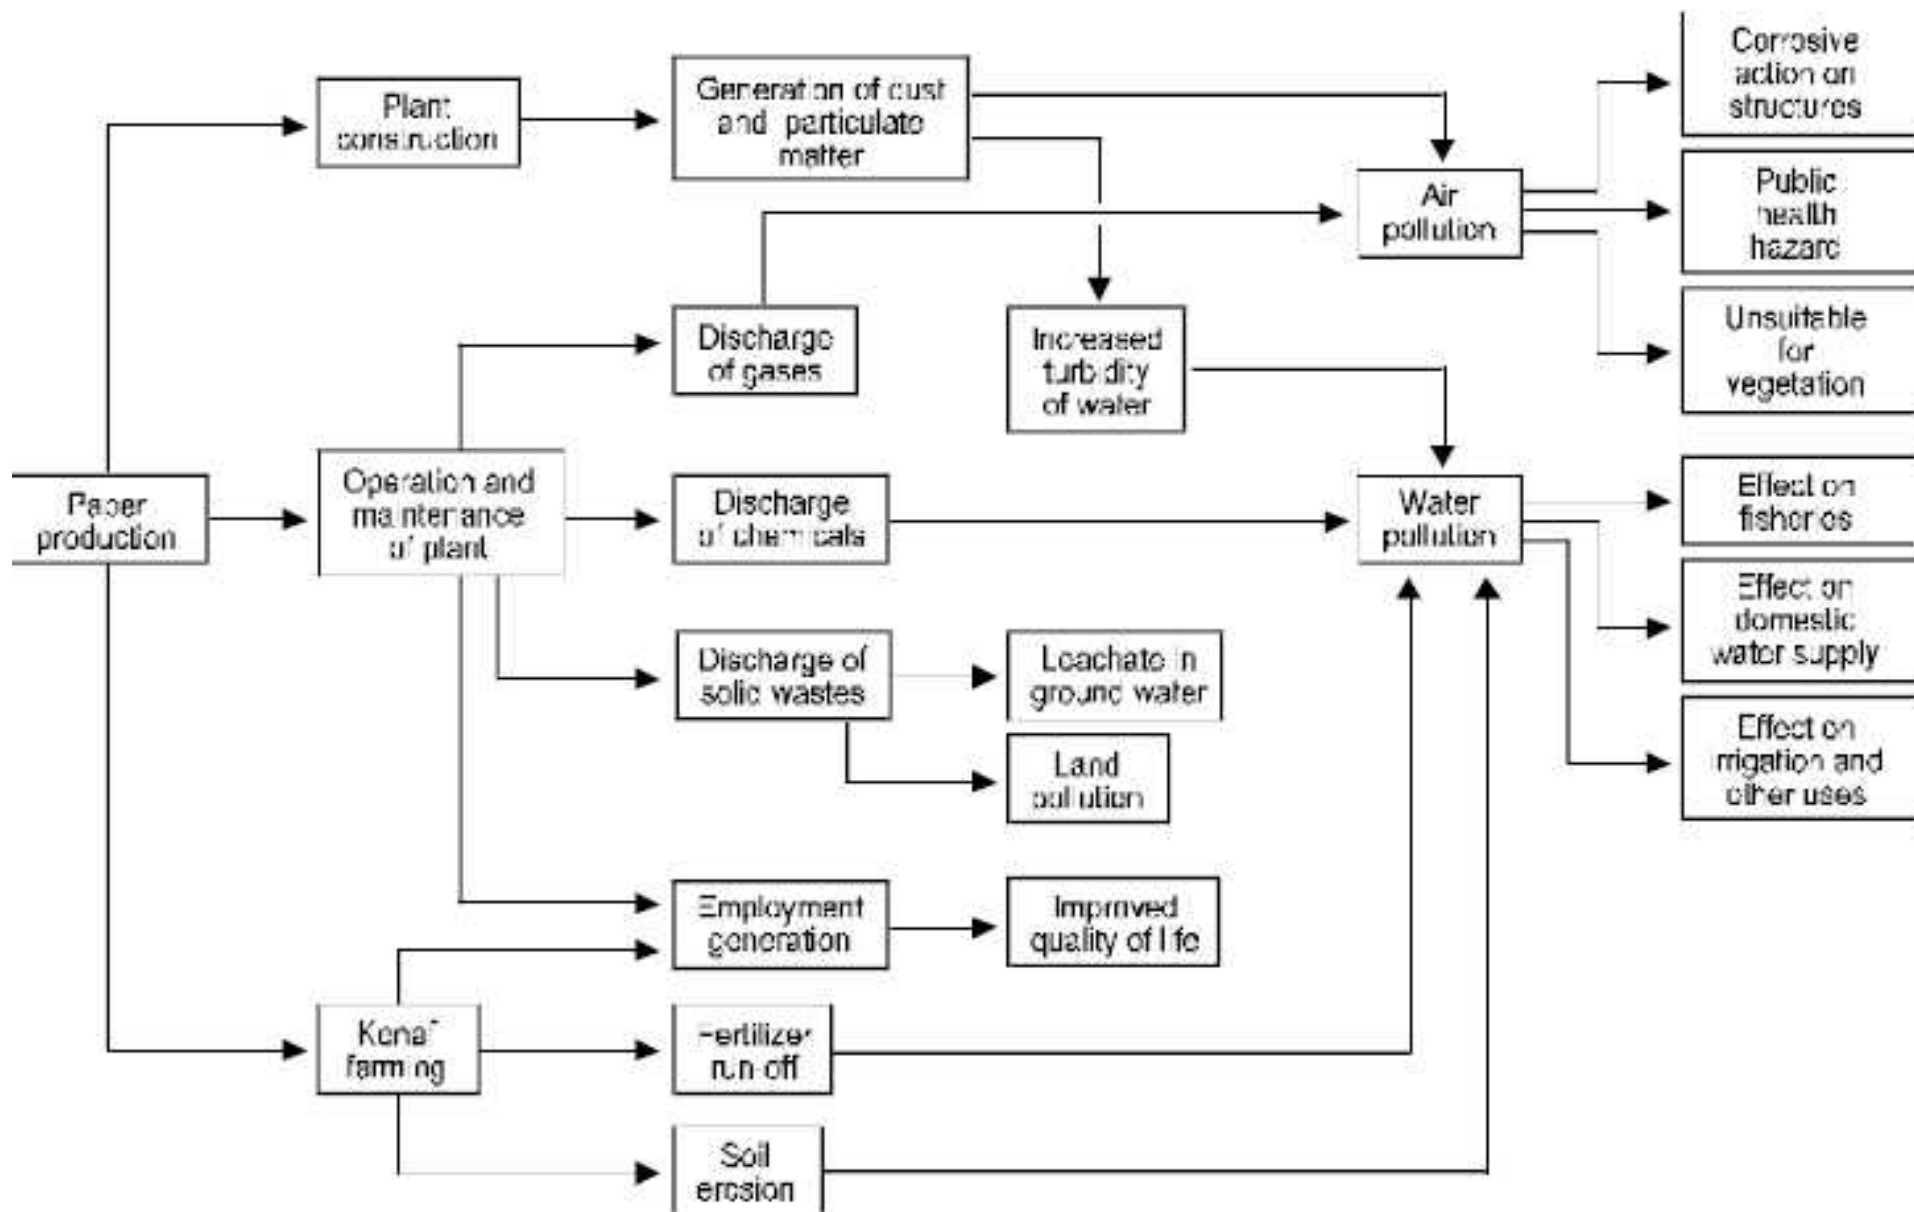 Paper
production
Plant
construction
Operation and
maintenance
of plant
Kenaf
farming
Generation of dust
and particulate
matter
Discharge
of gases
Discharge
of chemicals
Discharge of
solid wastes
Employment
generation
Fertilizer
run-off
Soil
erosion
Increased
turbidity
of water
Leachate in
ground water
Land
pollution
Improved
quality of life
Air
pollution
Water
pollution
Corrosive
action on
structures
Public
health
hazard
Unsuitable
for
vegetation
Effect on
fisheries
Effect on
domestic
water supply
Effect on
irrigation and
other uses